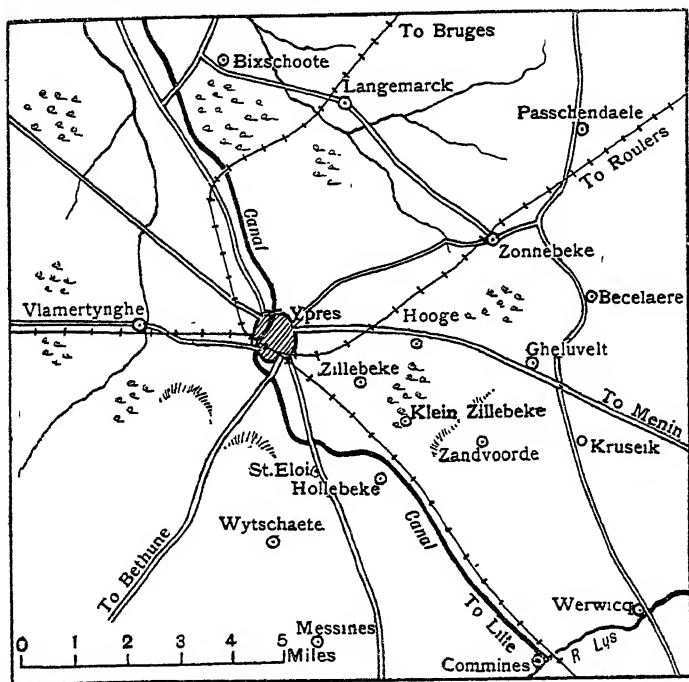 To Bruges
Bixschoote
Langemarck
Passchendaele
To Roulers
Canal
Zonnebeke
Becelaere
Vlamertynghe
Ypres
Hooge
Gheluvelt
Zillebeke
To Menin
Klein Zillebeke
Zandvoorde
Kruseik
St. Eloi
Hollebeke
Wytschaete
Canal
To Bethune
To Lille
Werwicq
Messines
R Lys
Commines
0 1 2 3 4 5
Miles